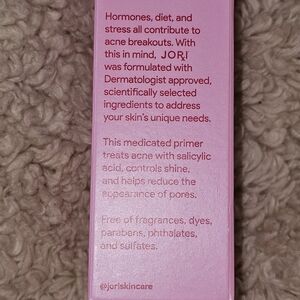 Hormones, diet, and
stress all contribute to
acne breakouts. With
this in mind, JORI
was formulated with
Dermatologist approved,
scientifically selected
ingredients to address
your skin's unique needs.
This medicated primer
treats acne with salicylic
acid, controls shine,
and helps reduce the
appearance of pores.
Free of fragrances, dyes,
parabens, phthalates,
and sulfates.
@joriskincare